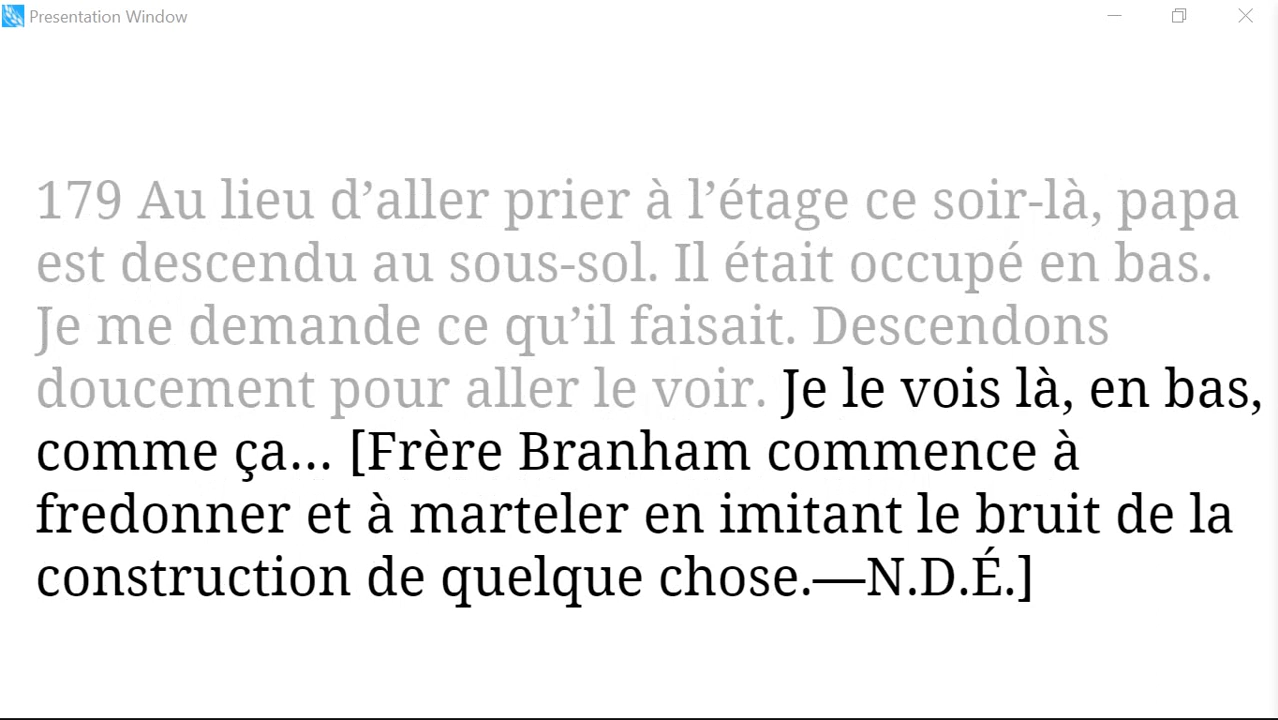 Presentation Window
179 Au lieu d’aller prier à l’étage ce soir-là, papa
est descendu au sous-sol. Il était occupé en bas.
Je me demande ce qu’il faisait. Descendons
doucement pour aller le voir. Je le vois là, en bas,
comme ça... [Frère Branham commence à
fredonner et à marteler en imitant le bruit de la
construction de quelque chose.—N.D.É.]